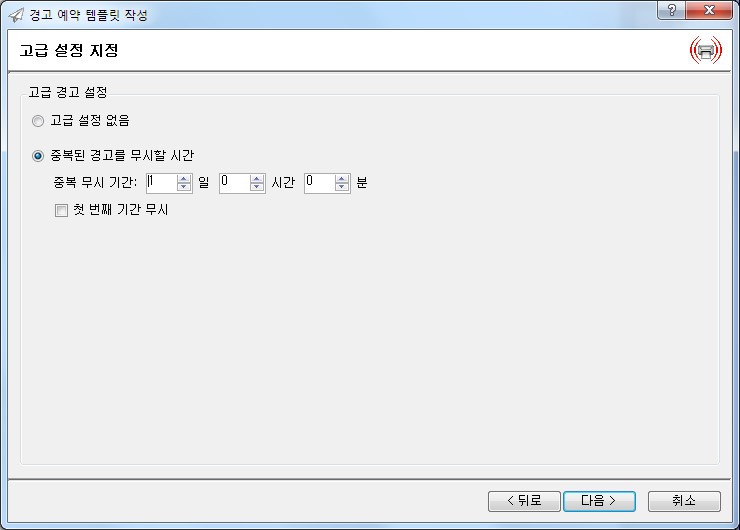 경고 예약 템플릿 작성
고급 설정 지정
고급 경고 설정
고급 설정 없음
중복된 경고를 무시할 시간
중복 무시 기간: 1 일 0 시간 0 분
첫 번째 기간 무시
< 뒤로 다음 > 취소